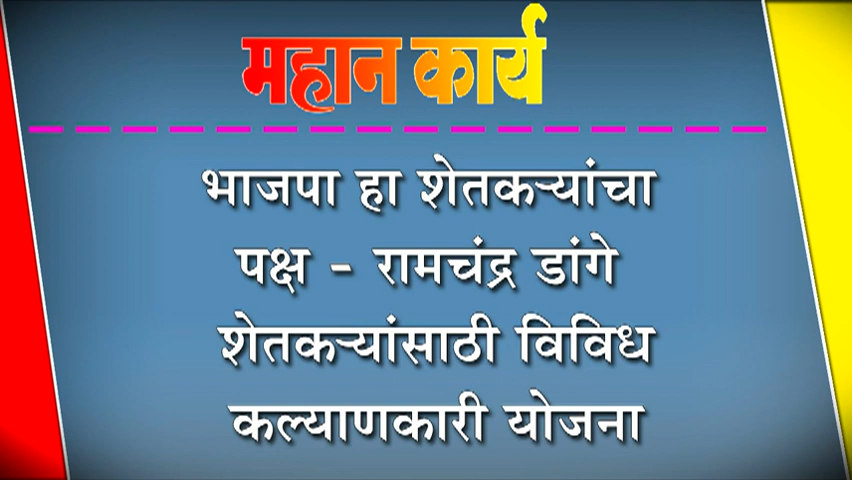 महान कार्य
भाजपा हा शेतकऱ्यांचा
पक्ष - रामचंद्र डांगे
शेतकऱ्यांसाठी विविध
कल्याणकारी योजना